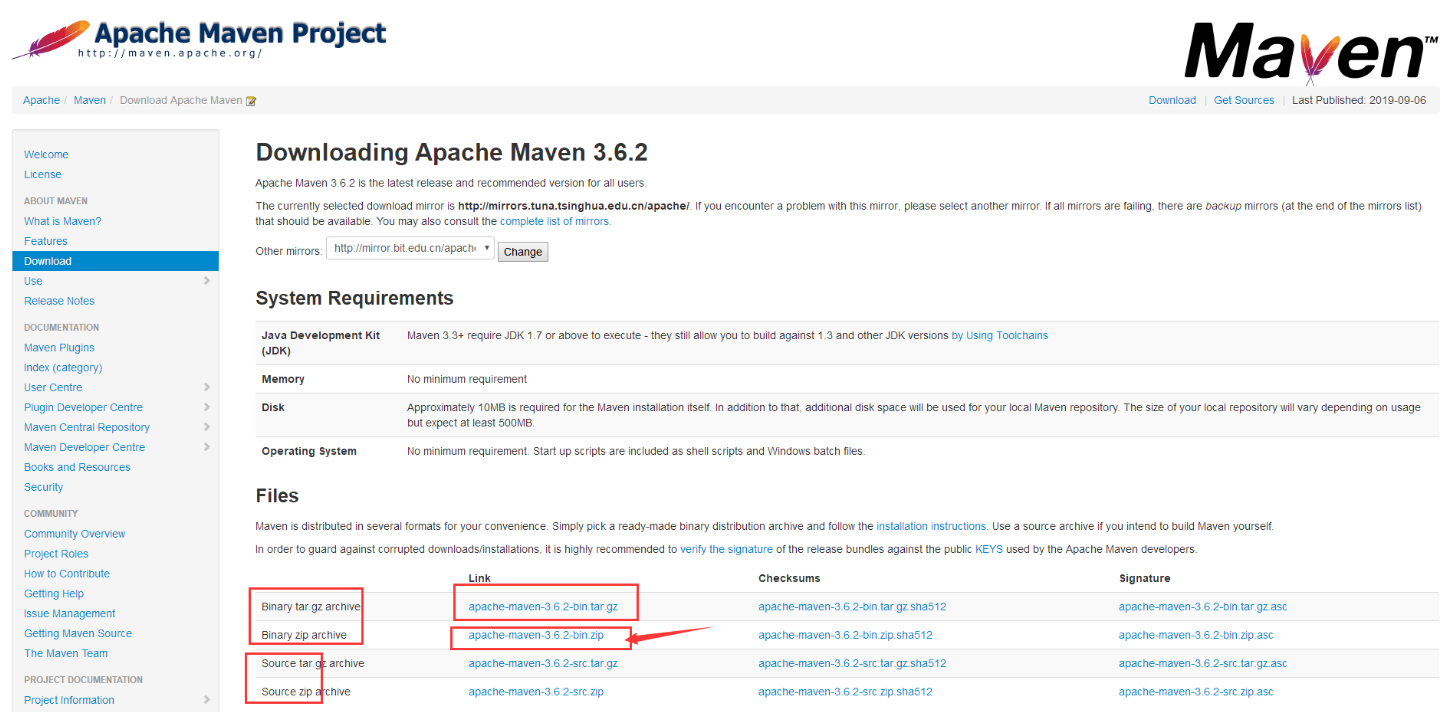 Apache Maven Project
http://maven.apache.org/
Maven™
Apache / Maven / Download Apache Maven
Download | Get Sources | Last Published: 2019-09-06
Welcome
License
ABOUT MAVEN
What is Maven?
Features
Download
Use
Release Notes
DOCUMENTATION
Maven Plugins
Index (category)
User Centre
Plugin Developer Centre
Maven Central Repository
Maven Developer Centre
Books and Resources
Security
COMMUNITY
Community Overview
Project Roles
How to Contribute
Getting Help
Issue Management
Getting Maven Source
The Maven Team
PROJECT DOCUMENTATION
Project Information
Downloading Apache Maven 3.6.2
Apache Maven 3.6.2 is the latest release and recommended version for all users.
The currently selected download mirror is http://mirrors.tuna.tsinghua.edu.cn/apache/. If you encounter a problem with this mirror, please select another mirror. If all mirrors are failing, there are backup mirrors (at the end of the mirrors list)
that should be available. You may also consult the complete list of mirrors.
Other mirrors: http://mirror.bit.edu.cn/apache Change
System Requirements
Java Development Kit Maven 3.3+ require JDK 1.7 or above to execute - they still allow you to build against 1.3 and other JDK versions by Using Toolchains
(JDK)
Memory No minimum requirement
Disk Approximately 10MB is required for the Maven installation itself. In addition to that, additional disk space will be used for your local Maven repository. The size of your local repository will vary depending on usage
but expect at least 500MB.
Operating System No minimum requirement. Start up scripts are included as shell scripts and Windows batch files.
Files
Maven is distributed in several formats for your convenience. Simply pick a ready-made binary distribution archive and follow the installation instructions. Use a source archive if you intend to build Maven yourself.
In order to guard against corrupted downloads/installations, it is highly recommended to verify the signature of the release bundles against the public KEYS used by the Apache Maven developers.
Link Checksums Signature
Binary tar.gz archive apache-maven-3.6.2-bin.tar.gz apache-maven-3.6.2-bin.tar.gz.sha512 apache-maven-3.6.2-bin.tar.gz.asc
Binary zip archive apache-maven-3.6.2-bin.zip apache-maven-3.6.2-bin.zip.sha512 apache-maven-3.6.2-bin.zip.asc
Source tar.gz archive apache-maven-3.6.2-src.tar.gz apache-maven-3.6.2-src.tar.gz.sha512 apache-maven-3.6.2-src.tar.gz.asc
Source zip archive apache-maven-3.6.2-src.zip apache-maven-3.6.2-src.zip.sha512 apache-maven-3.6.2-src.zip.asc